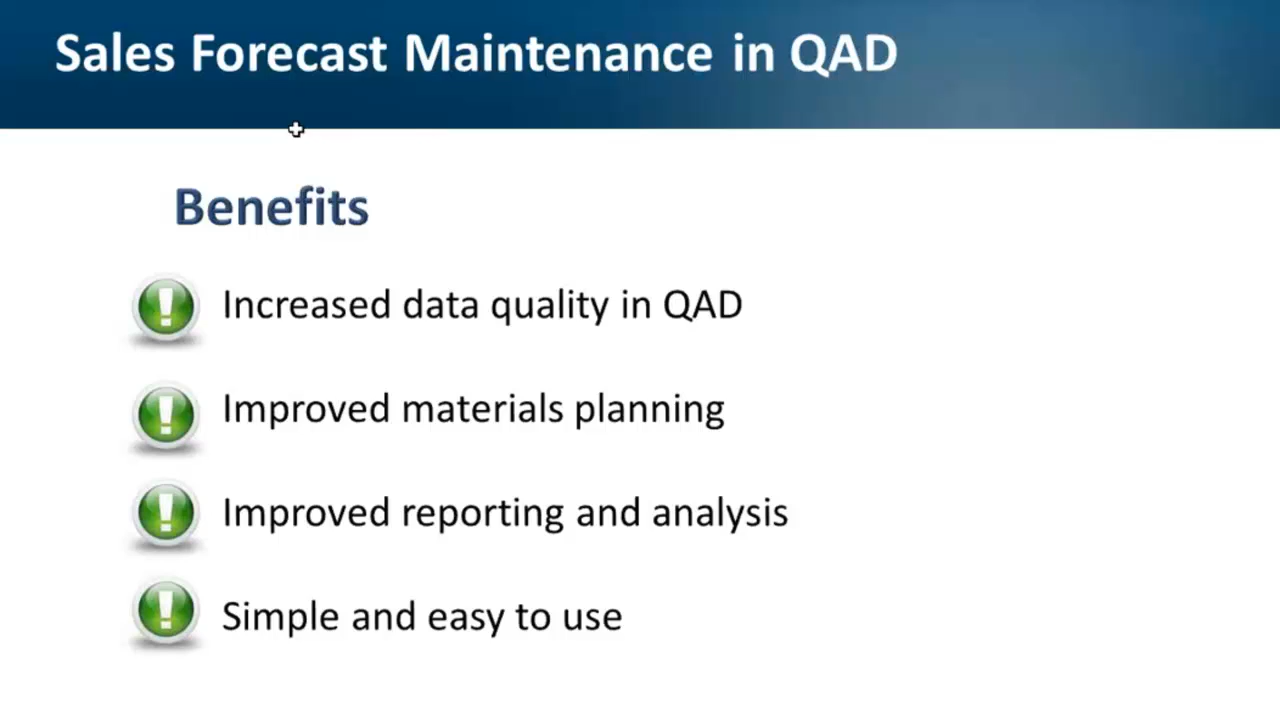 Sales Forecast Maintenance in QAD
Benefits
Increased data quality in QAD
Improved materials planning
Improved reporting and analysis
Simple and easy to use